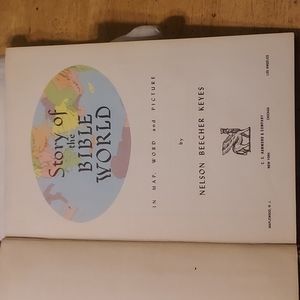 Story of
the
BIBLE
WORLD
IN MAP, WORD and PICTURE
by
NELSON BEECHER KEYES
C. S. HAMMOND & COMPANY
MAPLEWOOD, N. J.
NEW YORK
CHICAGO
LOS ANGELES